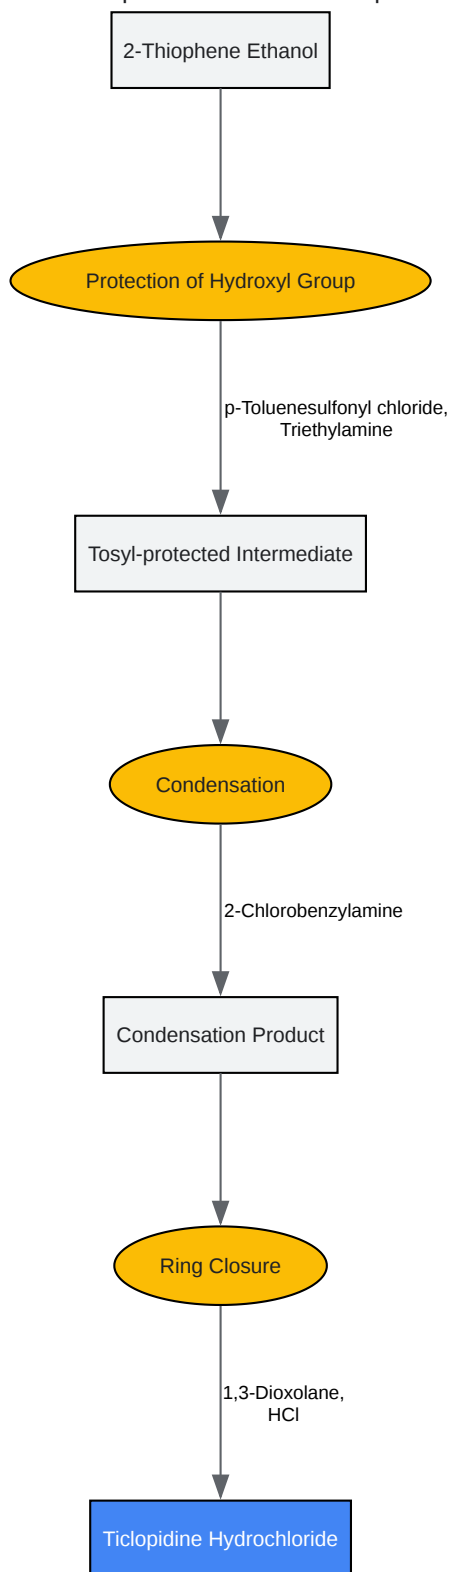 2-Thiophene Ethanol
Protection of Hydroxyl Group
p-Toluenesulfonyl chloride,
Triethylamine
Tosyl-protected Intermediate
Condensation
2-Chlorobenzylamine
Condensation Product
Ring Closure
1,3-Dioxolane,
HCl
Ticlopidine Hydrochloride